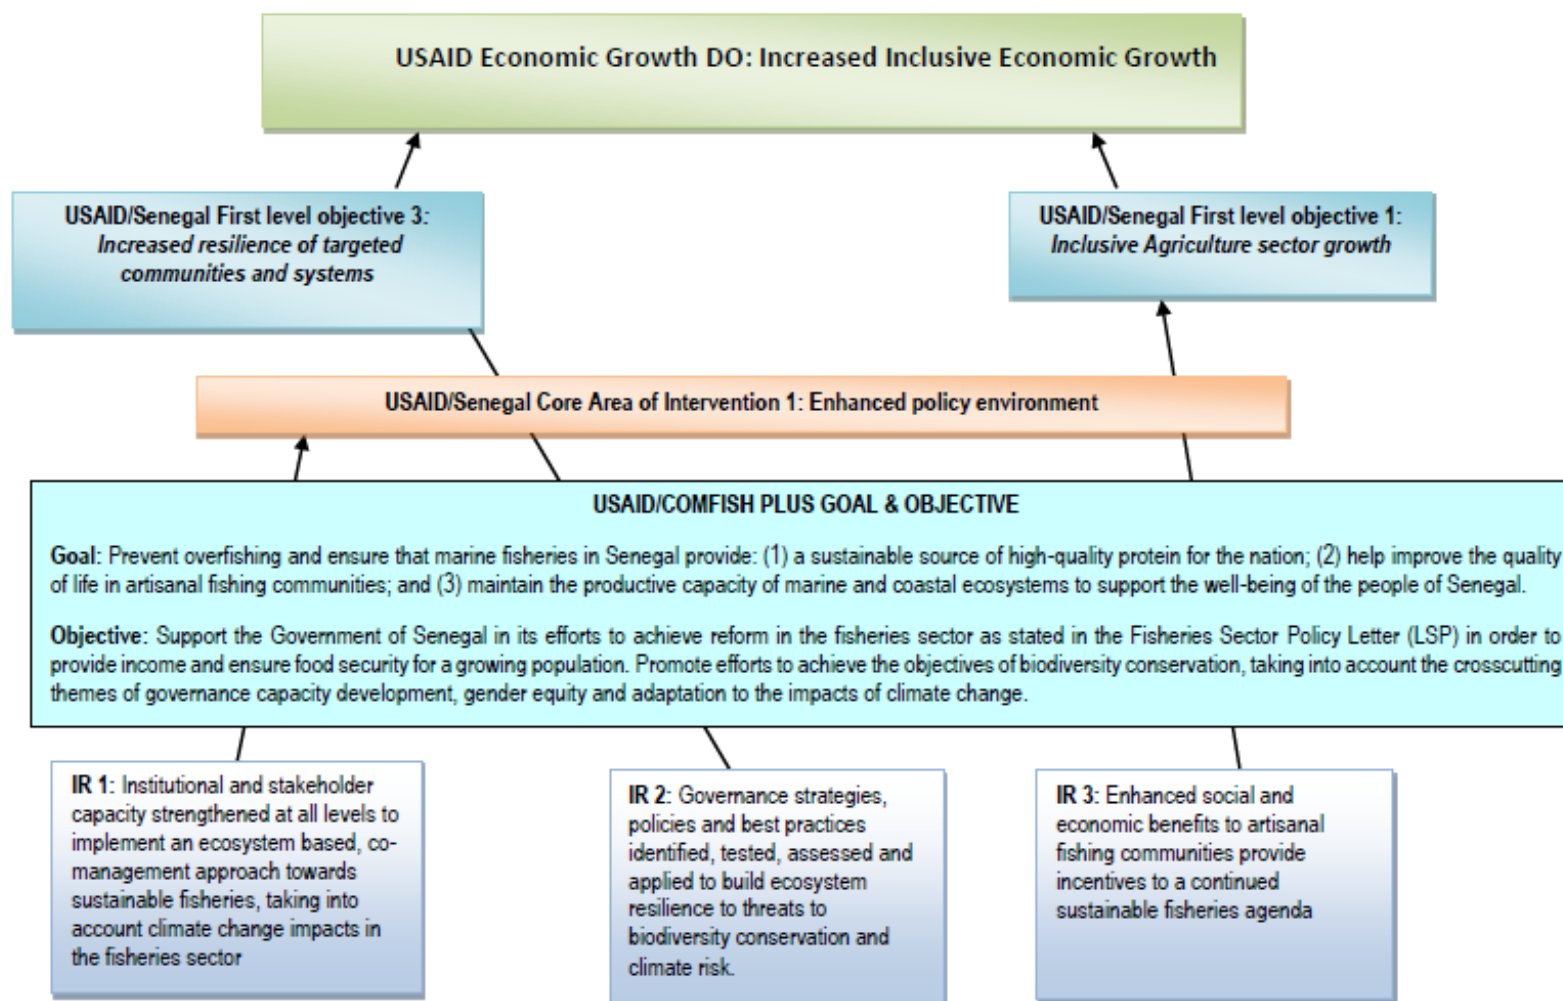 USAID Economic Growth DO: Increased Inclusive Economic Growth
USAID/Senegal First level objective 3:
Increased resilience of targeted
communities and systems
USAID/Senegal First level objective 1:
Inclusive Agriculture sector growth
USAID/Senegal Core Area of Intervention 1: Enhanced policy environment
USAID/COMFISH PLUS GOAL & OBJECTIVE
Goal: Prevent overfishing and ensure that marine fisheries in Senegal provide: (1) a sustainable source of high-quality protein for the nation; (2) help improve the quality
of life in artisanal fishing communities; and (3) maintain the productive capacity of marine and coastal ecosystems to support the well-being of the people of Senegal.
Objective: Support the Government of Senegal in its efforts to achieve reform in the fisheries sector as stated in the Fisheries Sector Policy Letter (LSP) in order to
provide income and ensure food security for a growing population. Promote efforts to achieve the objectives of biodiversity conservation, taking into account the crosscutting
themes of governance capacity development, gender equity and adaptation to the impacts of climate change.
IR 1: Institutional and stakeholder
capacity strengthened at all levels to
implement an ecosystem based, co-
management approach towards
sustainable fisheries, taking into
account climate change impacts in
the fisheries sector
IR 2: Governance strategies,
policies and best practices
identified, tested, assessed and
applied to build ecosystem
resilience to threats to
biodiversity conservation and
climate risk.
IR 3: Enhanced social and
economic benefits to artisanal
fishing communities provide
incentives to a continued
sustainable fisheries agenda